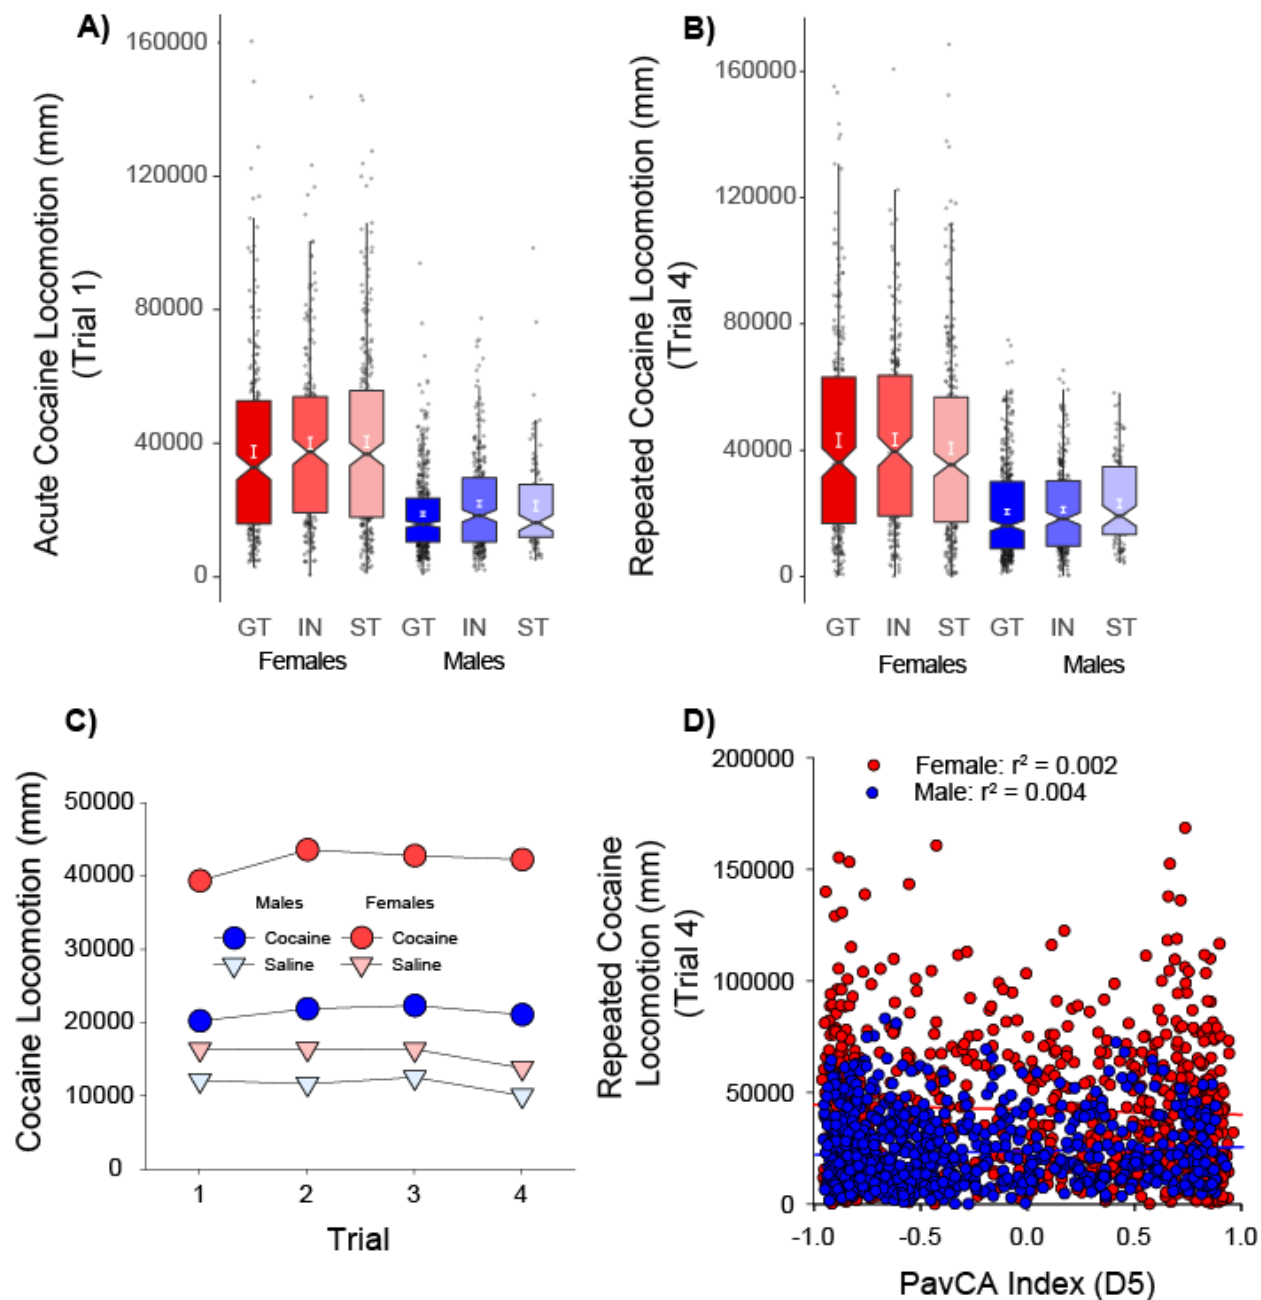 A)
Acute Cocaine Locomotion (mm)
(Trial 1)
160000
120000
80000
40000
0
GT IN ST GT IN ST
Females Males
B)
Repeated Cocaine Locomotion (mm)
(Trial 4)
160000
120000
80000
40000
0
GT IN ST GT IN ST
Females Males
C)
Cocaine Locomotion (mm)
50000
40000
30000
20000
10000
0
Males Females
Cocaine Cocaine
Saline Saline
1 2 3 4
Trial
D)
Repeated Cocaine
Locomotion (mm)
(Trial 4)
200000
150000
100000
50000
0
Female: r² = 0.002
Male: r² = 0.004
-1.0 -0.5 0.0 0.5 1.0
PavCA Index (D5)